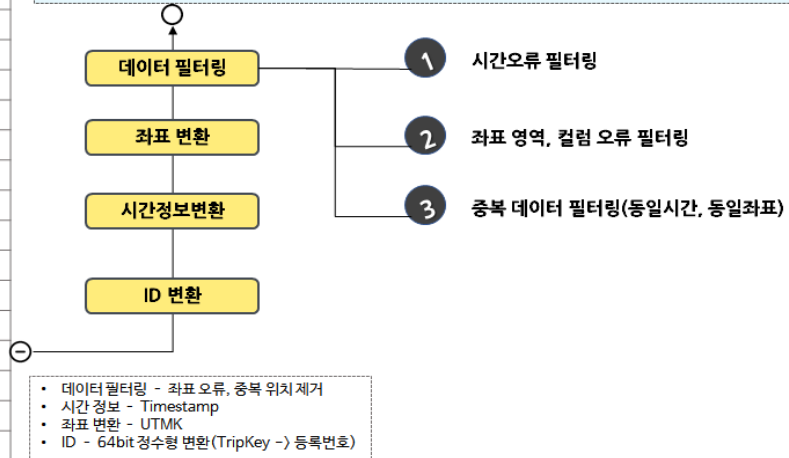 데이터 필터링
1 시간오류 필터링
좌표 변환
2 좌표 영역, 컬럼 오류 필터링
시간정보변환
3 중복 데이터 필터링(동일시간, 동일좌표)
ID 변환
• 데이터 필터링 - 좌표 오류, 중복 위치 제거
• 시간 정보 - Timestamp
• 좌표 변환 - UTMK
• ID - 64bit 정수형 변환(TripKey -> 등록번호)